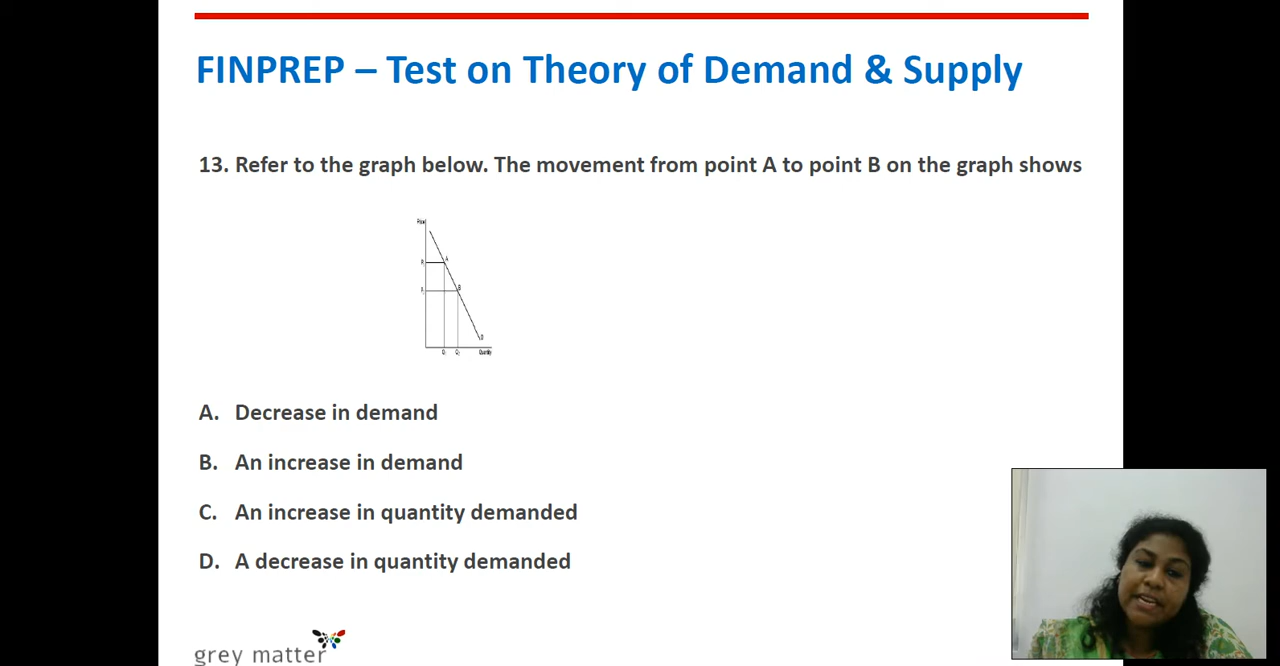 FINPREP – Test on Theory of Demand & Supply
13. Refer to the graph below. The movement from point A to point B on the graph shows
Price
A
B
D
Quantity
A. Decrease in demand
B. An increase in demand
C. An increase in quantity demanded
D. A decrease in quantity demanded
grey matter